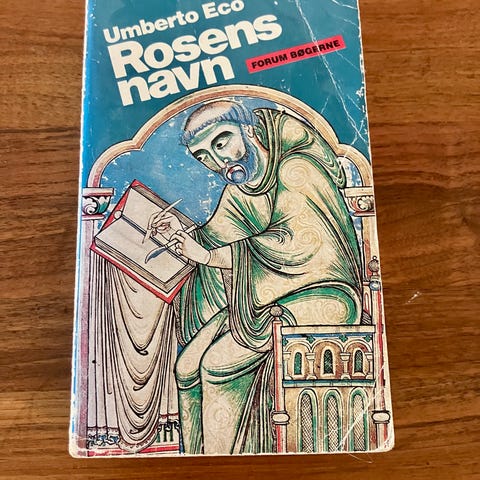 Umberto Eco
Rosens
navn
FORUM BØGERNE